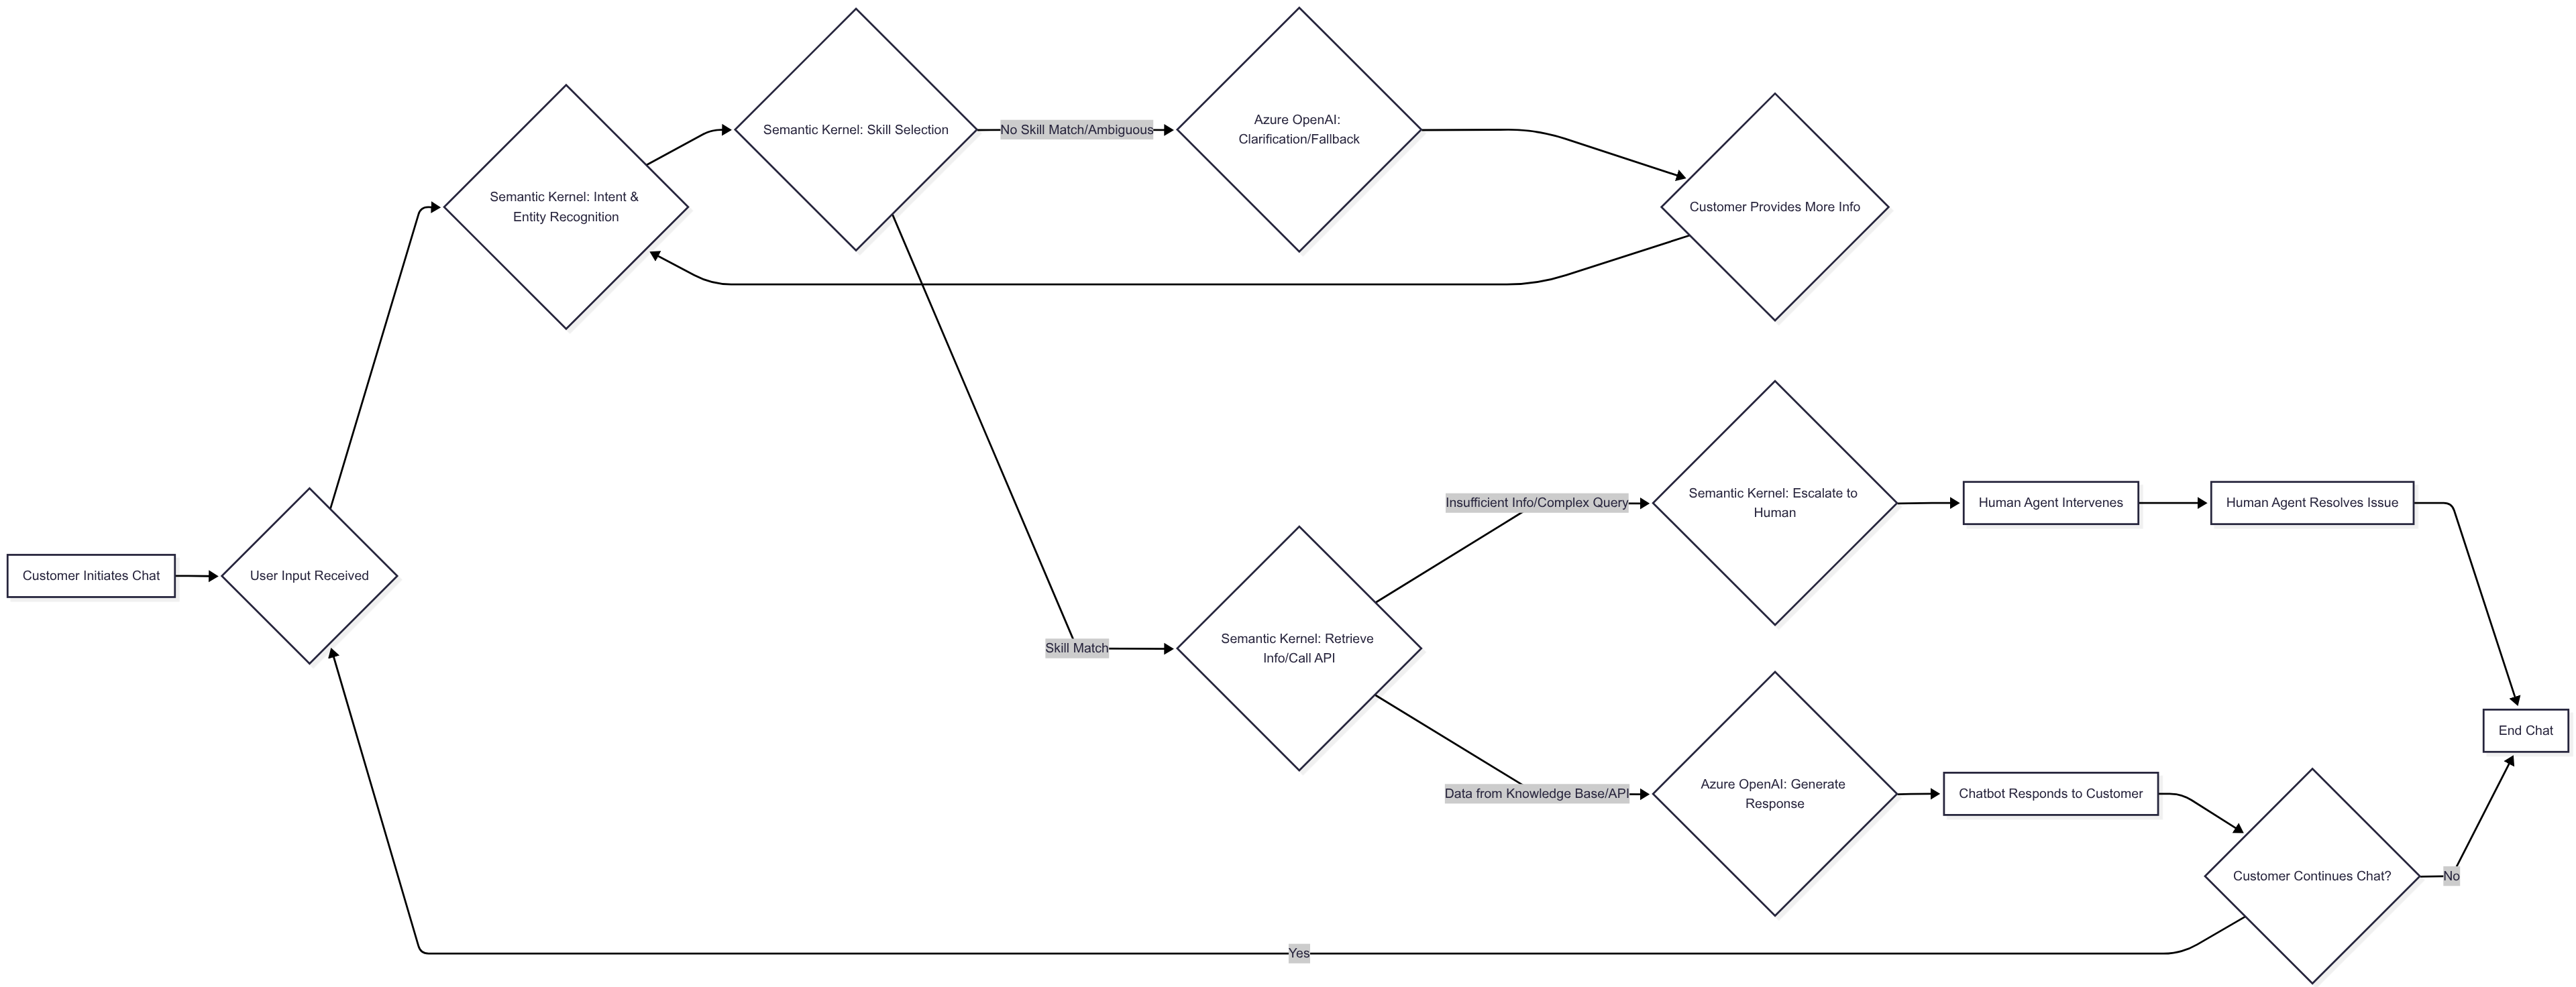 Customer Initiates Chat
User Input Received
Semantic Kernel: Intent &
Entity Recognition
Semantic Kernel: Skill Selection
No Skill Match/Ambiguous
Azure OpenAI:
Clarification/Fallback
Customer Provides More Info
Skill Match
Semantic Kernel: Retrieve
Info/Call API
Insufficient Info/Complex Query
Semantic Kernel: Escalate to
Human
Human Agent Intervenes
Human Agent Resolves Issue
Data from Knowledge Base/API
Azure OpenAI: Generate
Response
Chatbot Responds to Customer
Customer Continues Chat?
No
End Chat
Yes